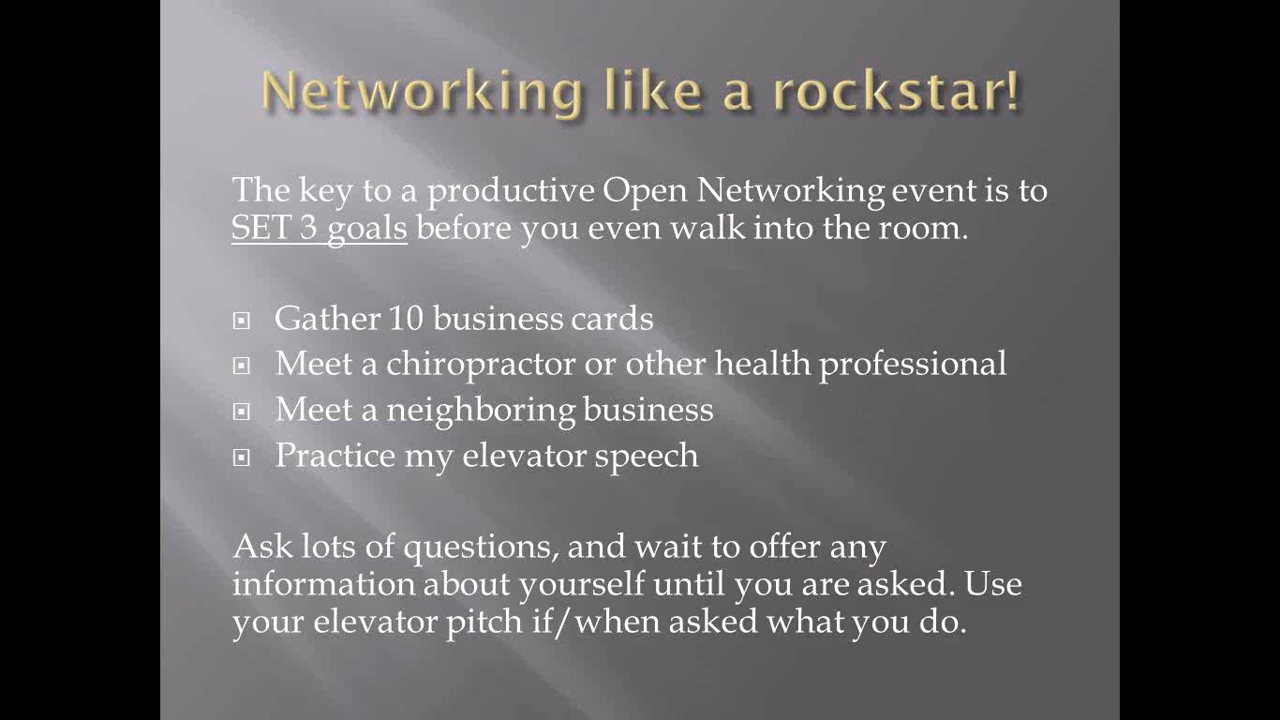 Networking like a rockstar!
The key to a productive Open Networking event is to
SET 3 goals before you even walk into the room.
Gather 10 business cards
Meet a chiropractor or other health professional
Meet a neighboring business
Practice my elevator speech
Ask lots of questions, and wait to offer any
information about yourself until you are asked. Use
your elevator pitch if/when asked what you do.